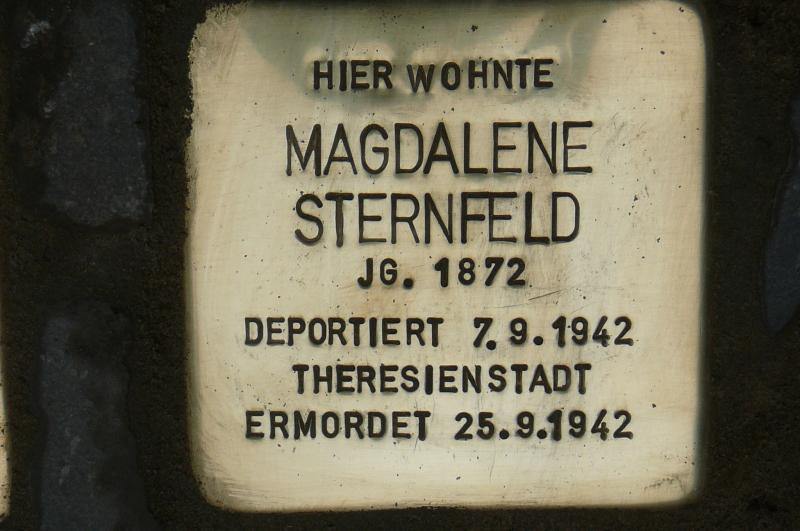 HIER WOHNTE
MAGDALENE
STERNFELD
JG. 1872
DEPORTIERT 7.9.1942
THERESIENSTADT
ERMORDET 25.9.1942